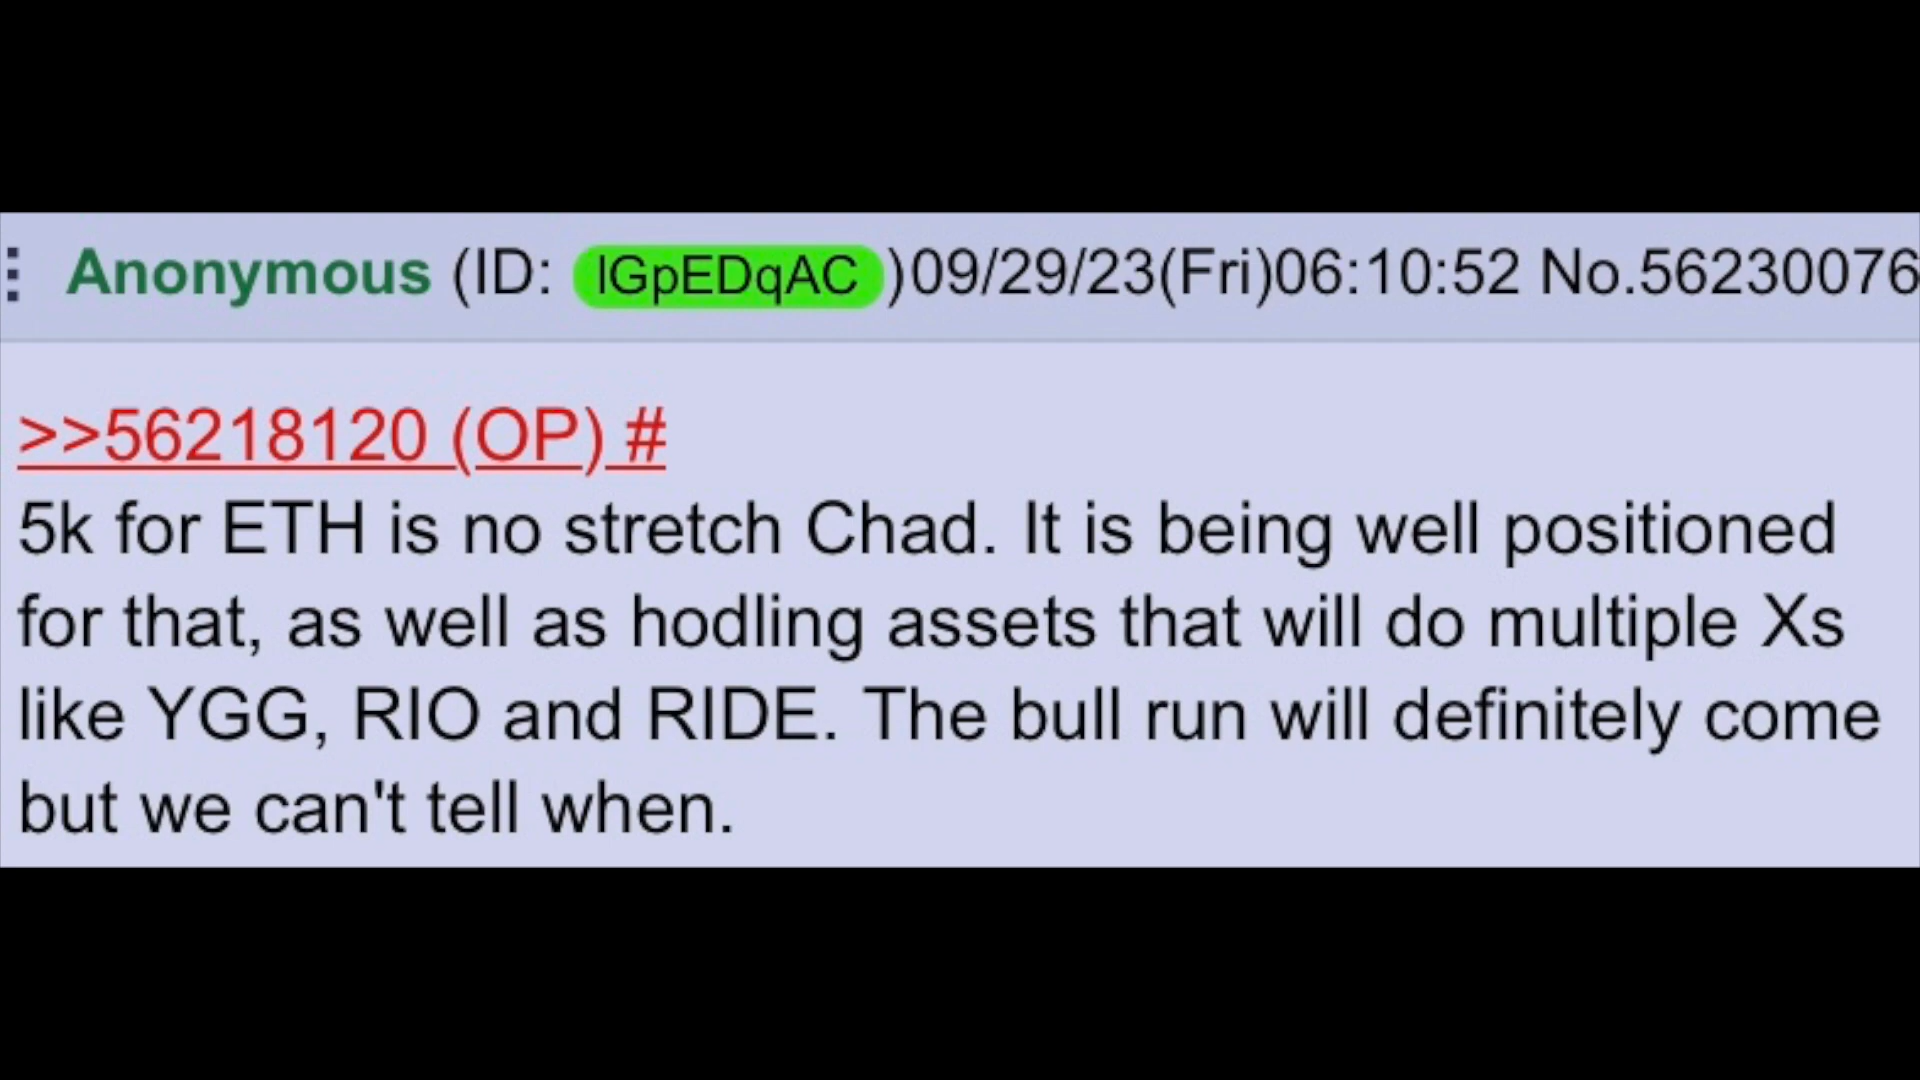 Anonymous (ID: IGpEDqAC)09/29/23(Fri)06:10:52 No.56230076
>>56218120 (OP) #
5k for ETH is no stretch Chad. It is being well positioned
for that, as well as hodling assets that will do multiple Xs
like YGG, RIO and RIDE. The bull run will definitely come
but we can't tell when.